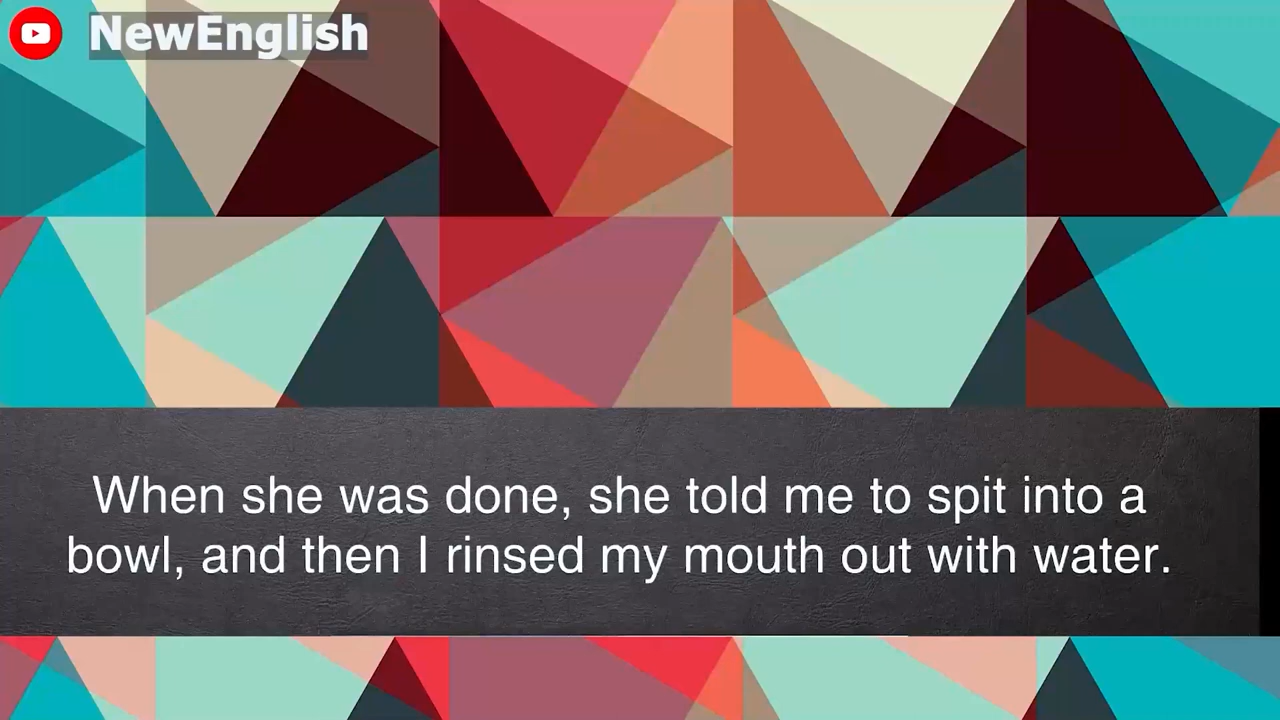 NewEnglish
When she was done, she told me to spit into a
bowl, and then I rinsed my mouth out with water.